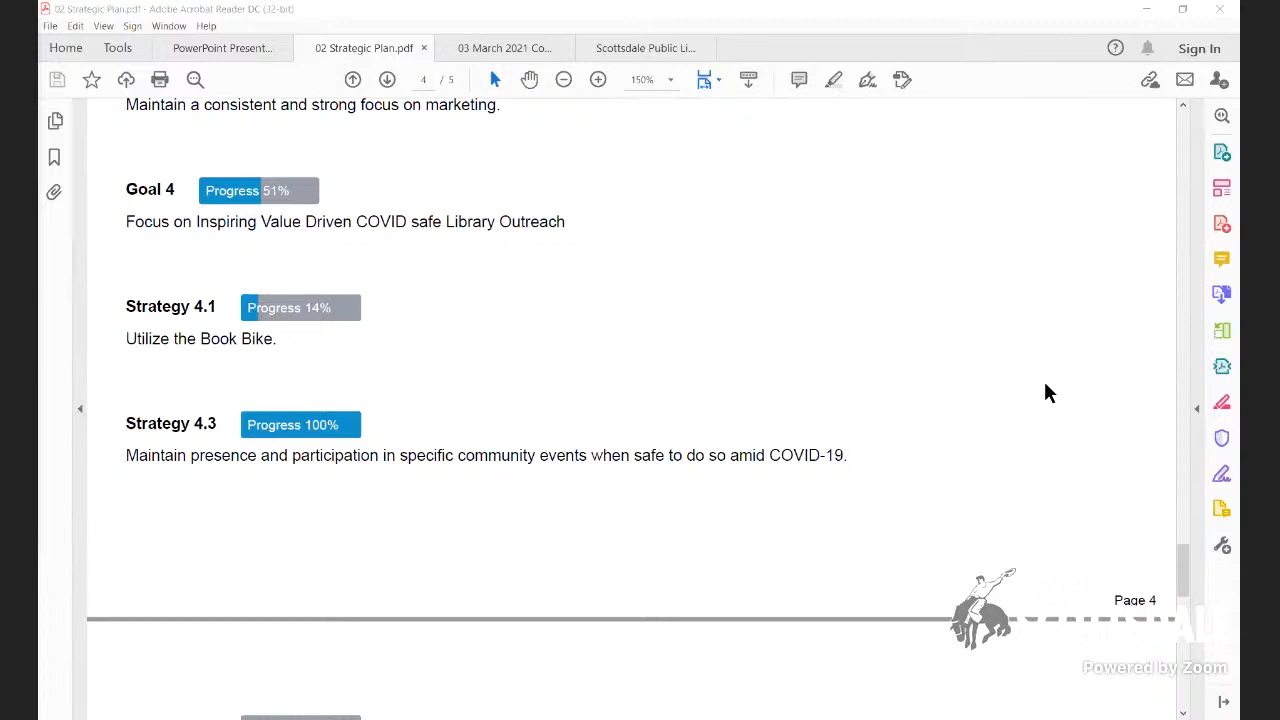 02 Strategic Plan.pdf - Adobe Acrobat Reader DC (32-bit)
File Edit View Sign Window Help
Home Tools PowerPoint Present... 02 Strategic Plan.pdf × 03 March 2021 Co... Scottsdale Public Li... Sign In
4 / 5 150%
Maintain a consistent and strong focus on marketing.
Goal 4 Progress 51%
Focus on Inspiring Value Driven COVID safe Library Outreach
Strategy 4.1 Progress 14%
Utilize the Book Bike.
Strategy 4.3 Progress 100%
Maintain presence and participation in specific community events when safe to do so amid COVID-19.
Page 4
Powered by Zoom